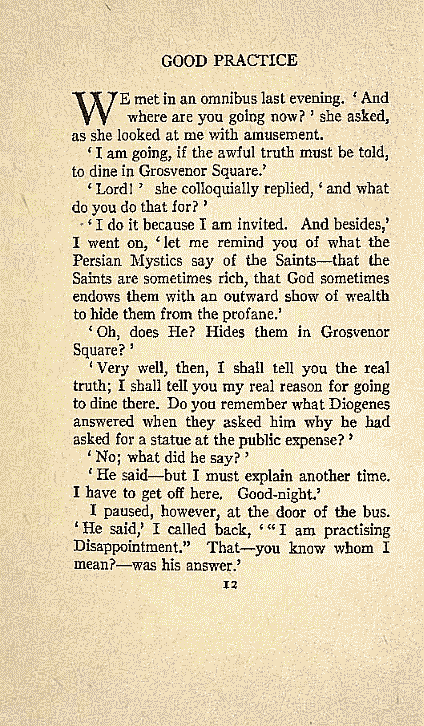 GOOD PRACTICE
WE met in an omnibus last evening. ‘ And
where are you going now? ’ she asked,
as she looked at me with amusement.
‘ I am going, if the awful truth must be told,
to dine in Grosvenor Square.’
‘ Lord! ’ she colloquially replied, ‘ and what
do you do that for? ’
‘ I do it because I am invited. And besides,’
I went on, ‘ let me remind you of what the
Persian Mystics say of the Saints—that the
Saints are sometimes rich, that God sometimes
endows them with an outward show of wealth
to hide them from the profane.’
‘ Oh, does He? Hides them in Grosvenor
Square? ’
‘ Very well, then, I shall tell you the real
truth; I shall tell you my real reason for going
to dine there. Do you remember what Diogenes
answered when they asked him why he had
asked for a statue at the public expense? ’
‘ No; what did he say? ’
‘ He said—but I must explain another time.
I have to get off here. Good-night.’
I paused, however, at the door of the bus.
‘ He said,’ I called back, ‘ “ I am practising
Disappointment.” That—you know whom I
mean?—was his answer.’
12